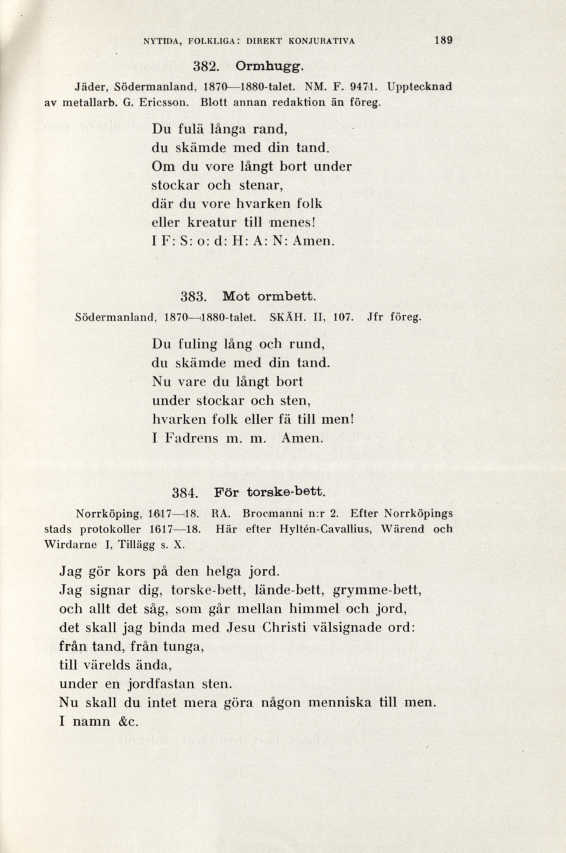 NYTIDA, FOLKLIGA: DIREKT KONJURATIVA 189
382. Ormhugg.
Jäder, Södermanland, 1870—1880-talet. NM. F. 9471. Upptecknad
av metallarb. G. Ericsson. Blott annan redaktion än föreg.
Du fulä långa rand,
du skämde med din tand.
Om du vore långt bort under
stockar och stenar,
där du vore hvarken folk
eller kreatur till menes!
I F: S: o: d: H: A: N: Amen.
383. Mot ormbett.
Södermanland, 1870—1880-talet. SKÄH. II, 107. Jfr föreg.
Du fuling lång och rund,
du skämde med din tand.
Nu vare du långt bort
under stockar och sten,
hvarken folk eller fä till men!
I Fadrens m. m. Amen.
384. För torske-bett.
Norrköping, 1617—18. RA. Brocmanni n:r 2. Efter Norrköpings
stads protokoller 1617—18. Här efter Hyltén-Cavallius, Wärend och
Wirdarne I, Tillägg s. X.
Jag gör kors på den helga jord.
Jag signar dig, torske-bett, lände-bett, grymme-bett,
och allt det såg, som går mellan himmel och jord,
det skall jag binda med Jesu Christi välsignade ord:
från tand, från tunga,
till värelds ända,
under en jordfastan sten.
Nu skall du intet mera göra någon menniska till men.
I namn &c.